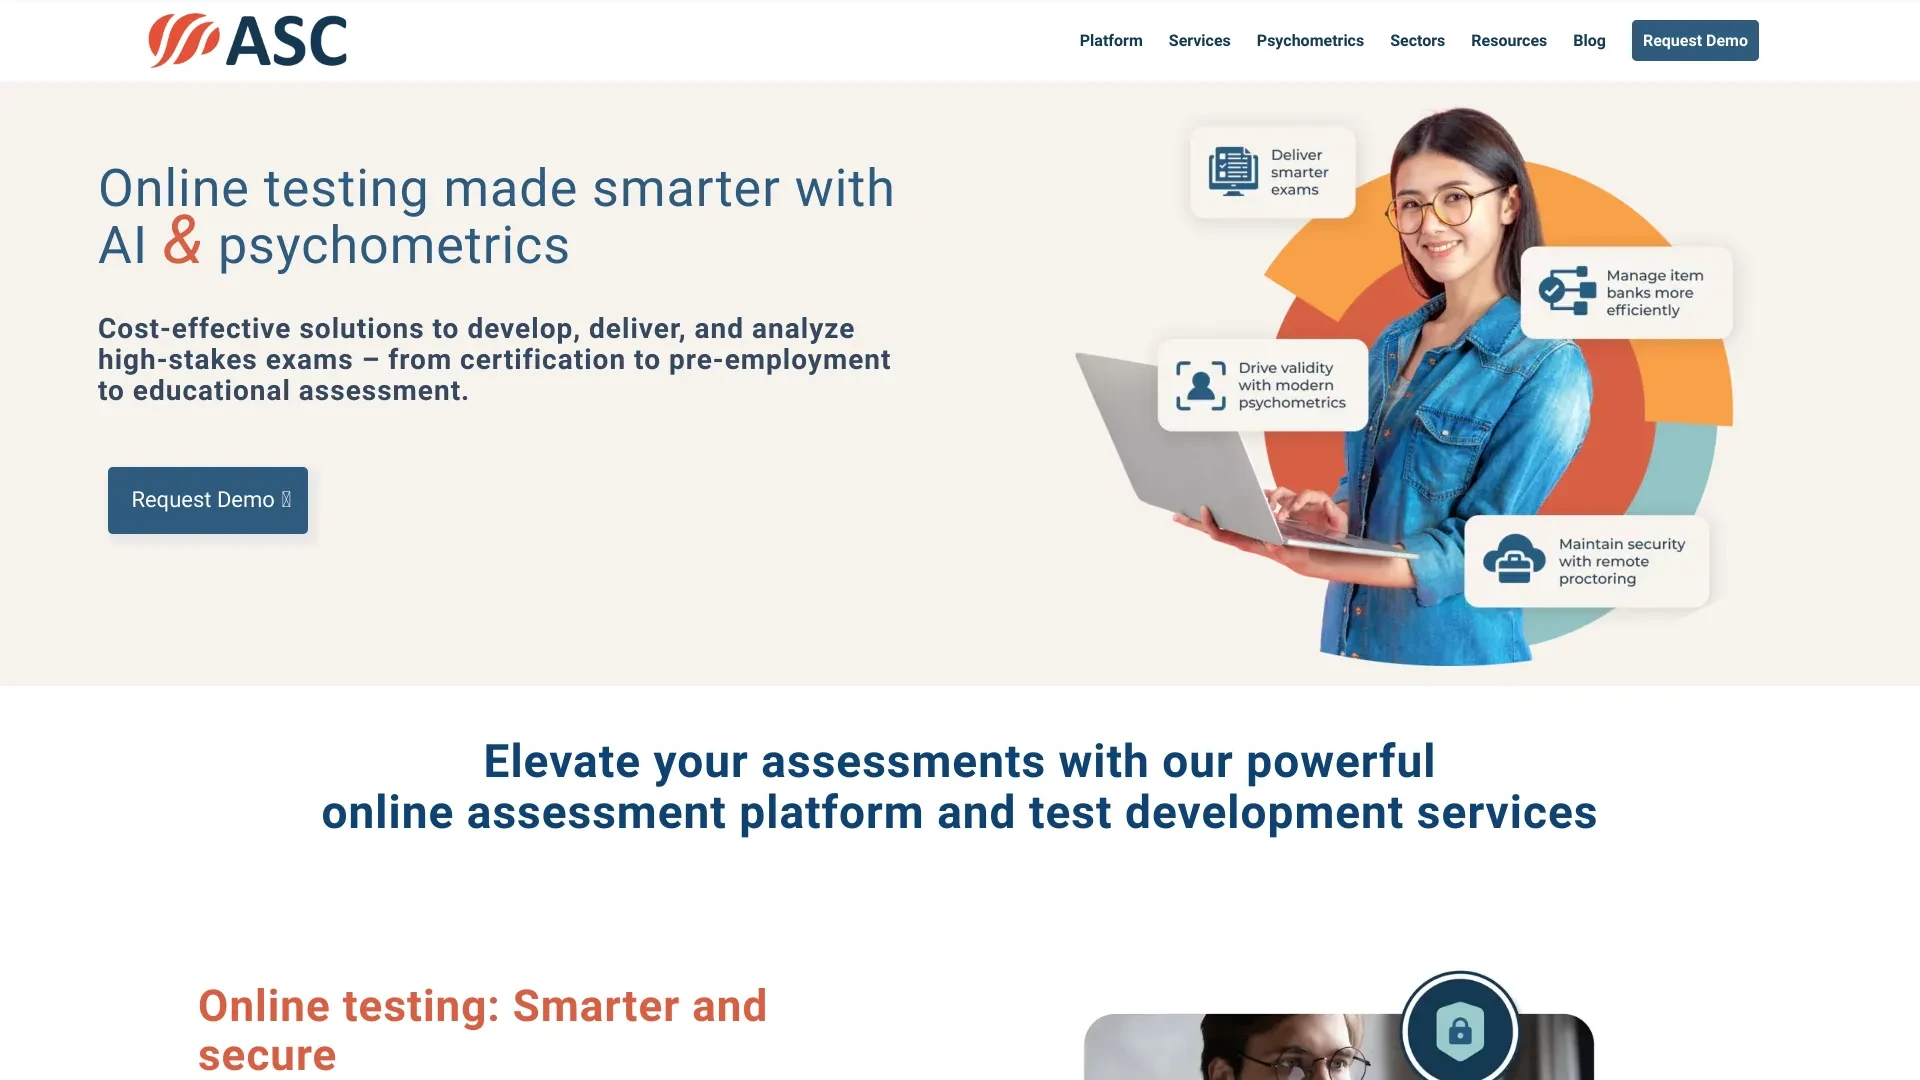 ASC
Platform
Services
Psychometrics
Sectors
Resources
Blog
Request Demo
Online testing made smarter with
AI & psychometrics
Cost-effective solutions to develop, deliver, and analyze
high-stakes exams – from certification to pre-employment
to educational assessment.
Request Demo
Deliver
smarter
exams
Manage item
banks more
efficiently
Drive validity
with modern
psychometrics
Maintain security
with remote
proctoring
Elevate your assessments with our powerful
online assessment platform and test development services
Online testing: Smarter and
secure